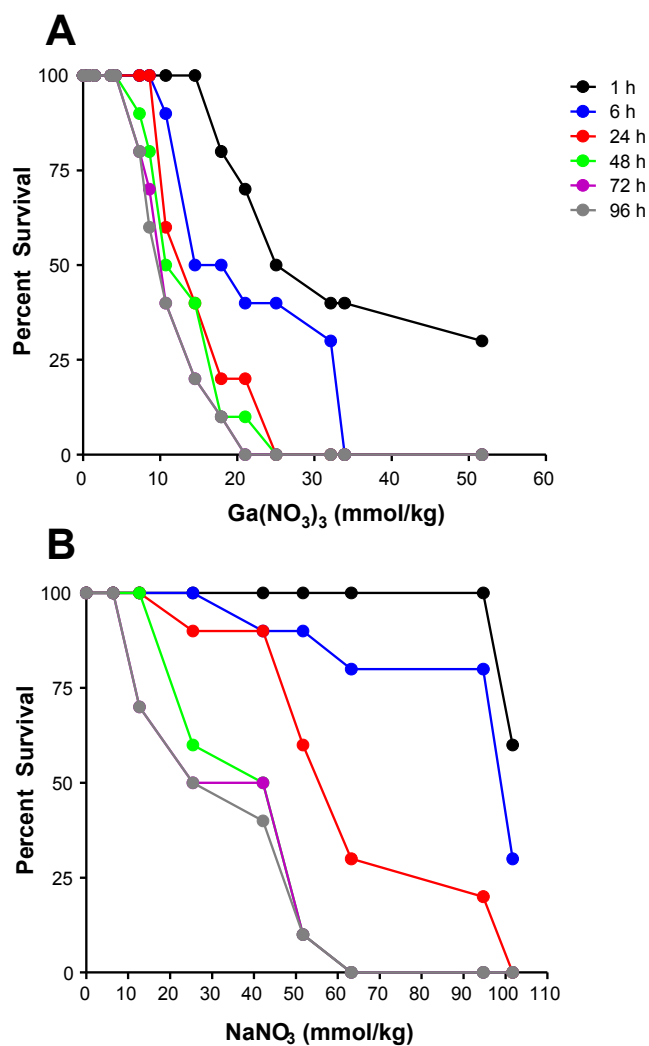 A
100
75
50
25
0
Percent Survival
0 10 20 30 40 50 60
Ga(NO₃)₃ (mmol/kg)
1 h
6 h
24 h
48 h
72 h
96 h
B
100
75
50
25
0
Percent Survival
0 10 20 30 40 50 60 70 80 90 100 110
NaNO₃ (mmol/kg)